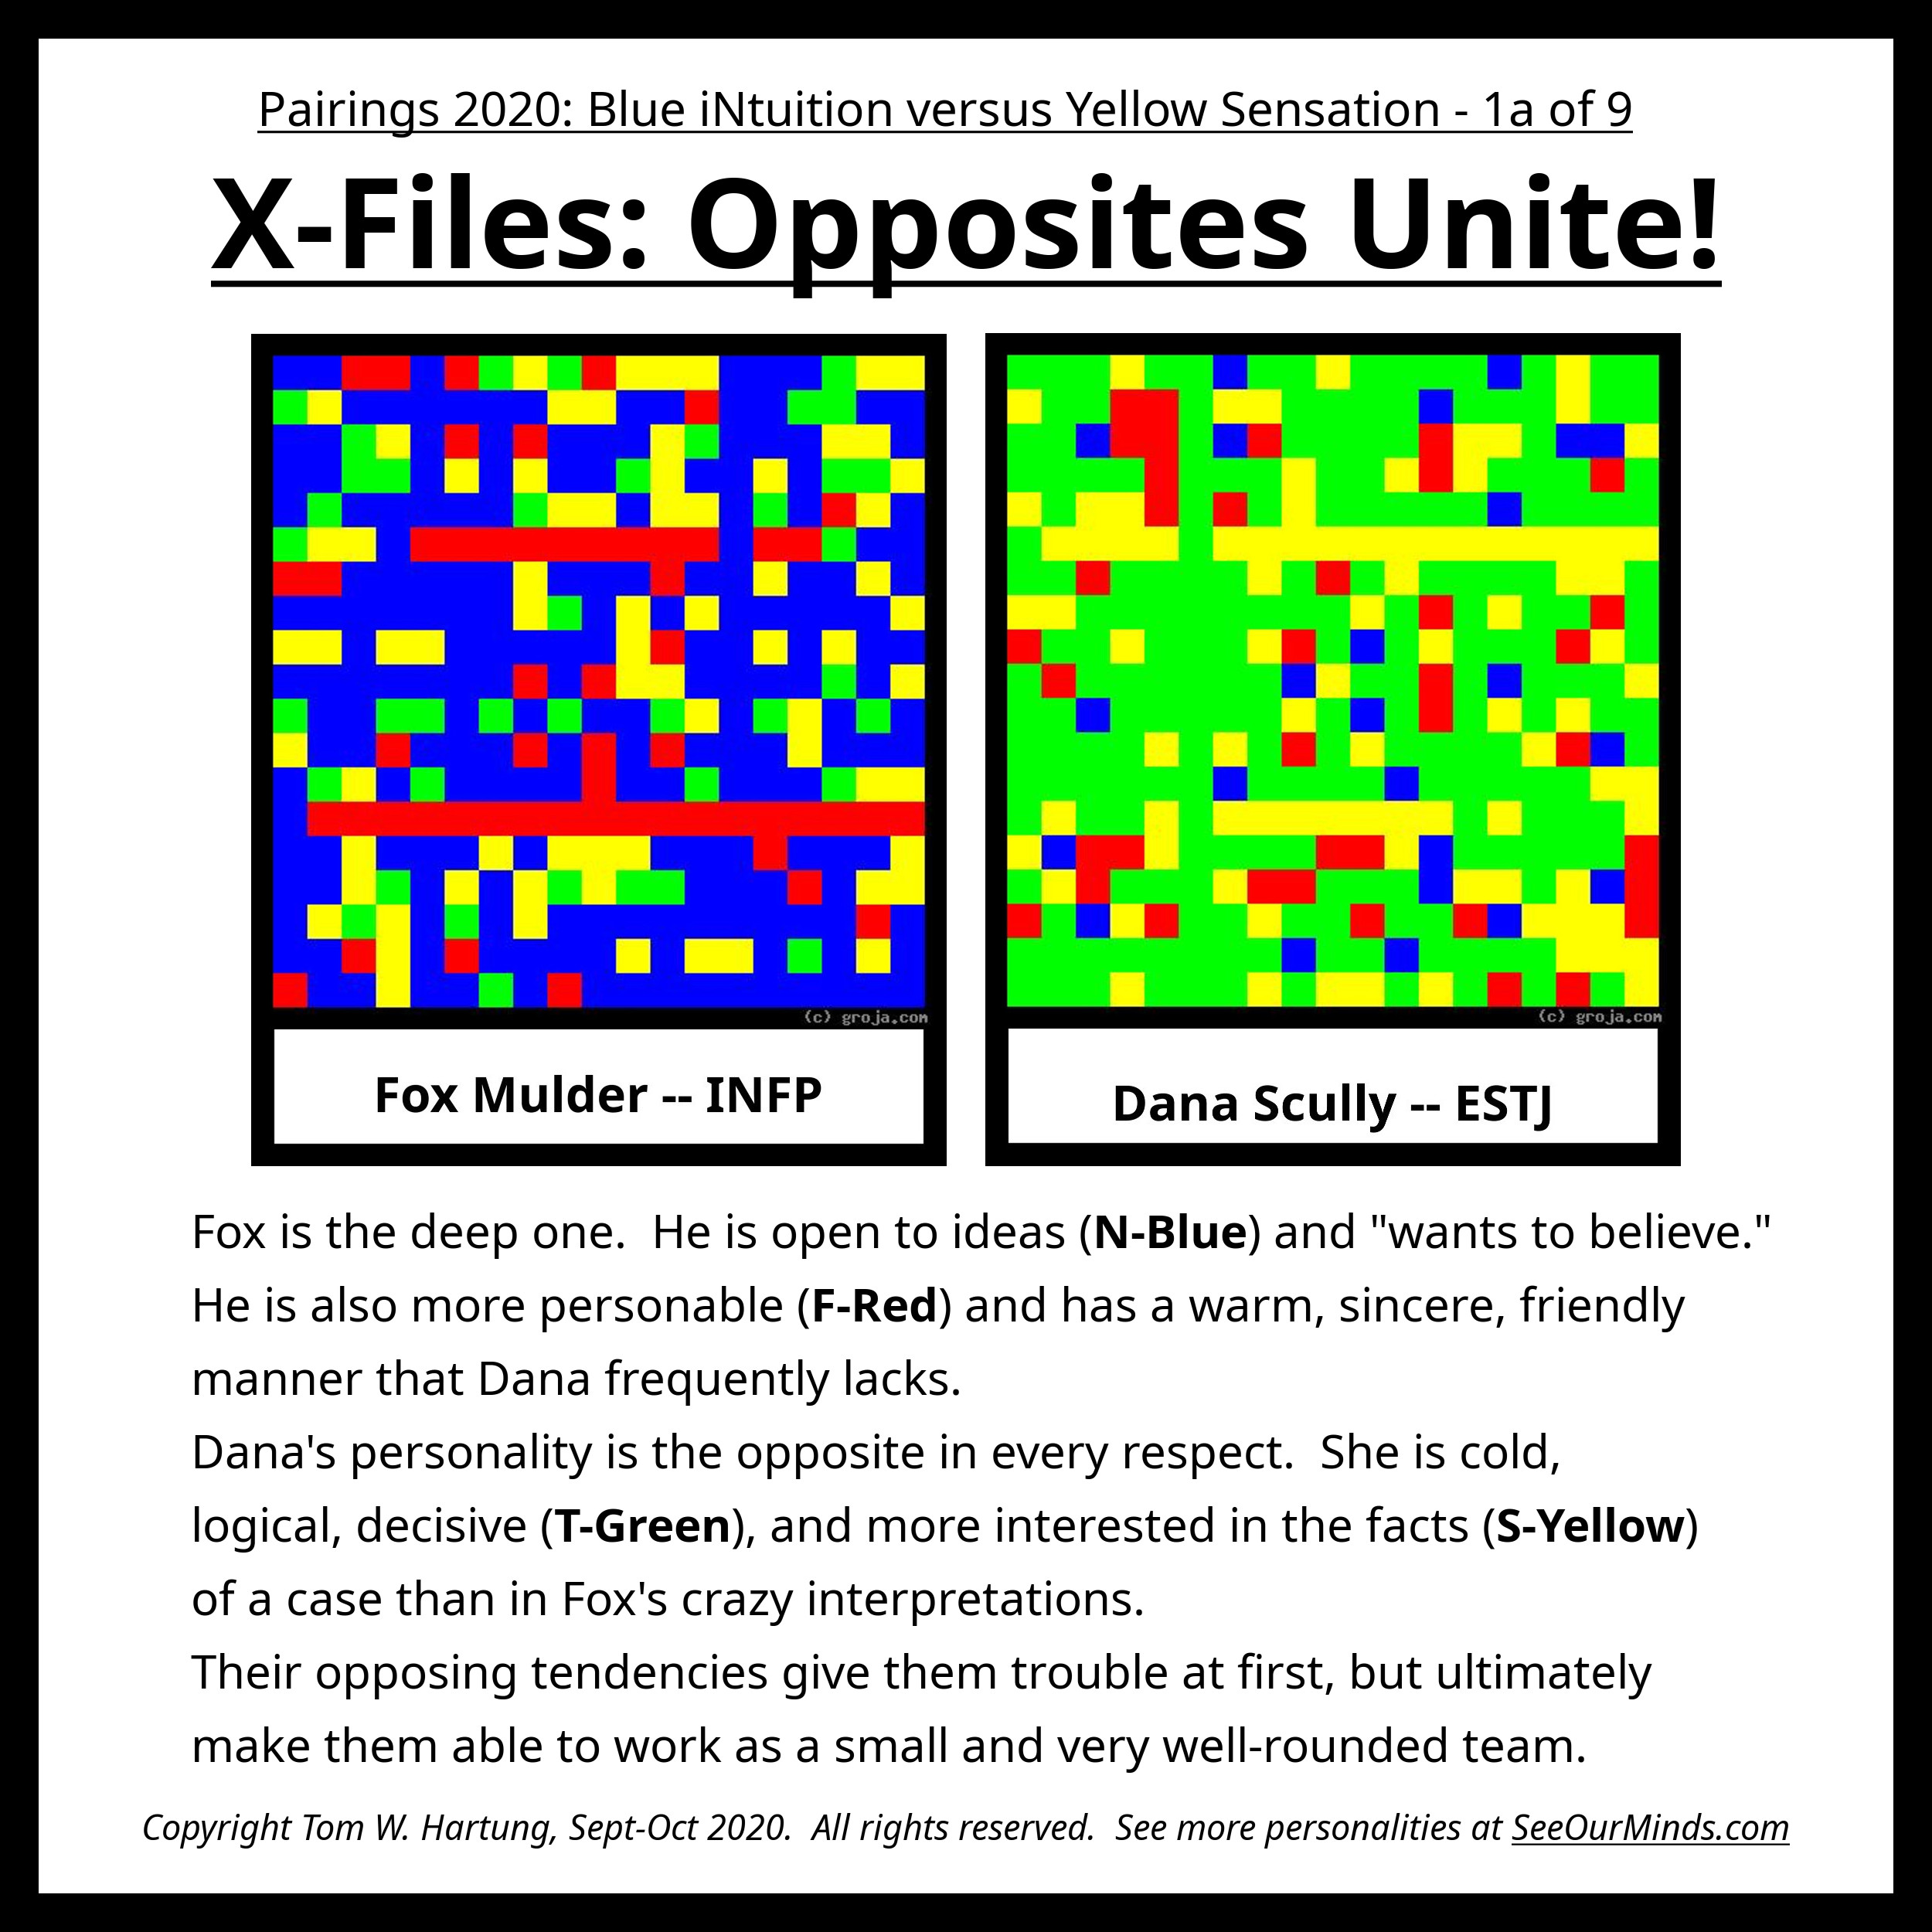 Pairings 2020: Blue iNtuition versus Yellow Sensation - 1a of 9
X-Files: Opposites Unite!
(c) groja.com
(c) groja.com
Fox Mulder -- INFP
Dana Scully -- ESTJ
Fox is the deep one.  He is open to ideas (N-Blue) and "wants to believe."
He is also more personable (F-Red) and has a warm, sincere, friendly
manner that Dana frequently lacks.
Dana's personality is the opposite in every respect.  She is cold,
logical, decisive (T-Green), and more interested in the facts (S-Yellow)
of a case than in Fox's crazy interpretations.
Their opposing tendencies give them trouble at first, but ultimately
make them able to work as a small and very well-rounded team.
Copyright Tom W. Hartung, Sept-Oct 2020.  All rights reserved.  See more personalities at SeeOurMinds.com